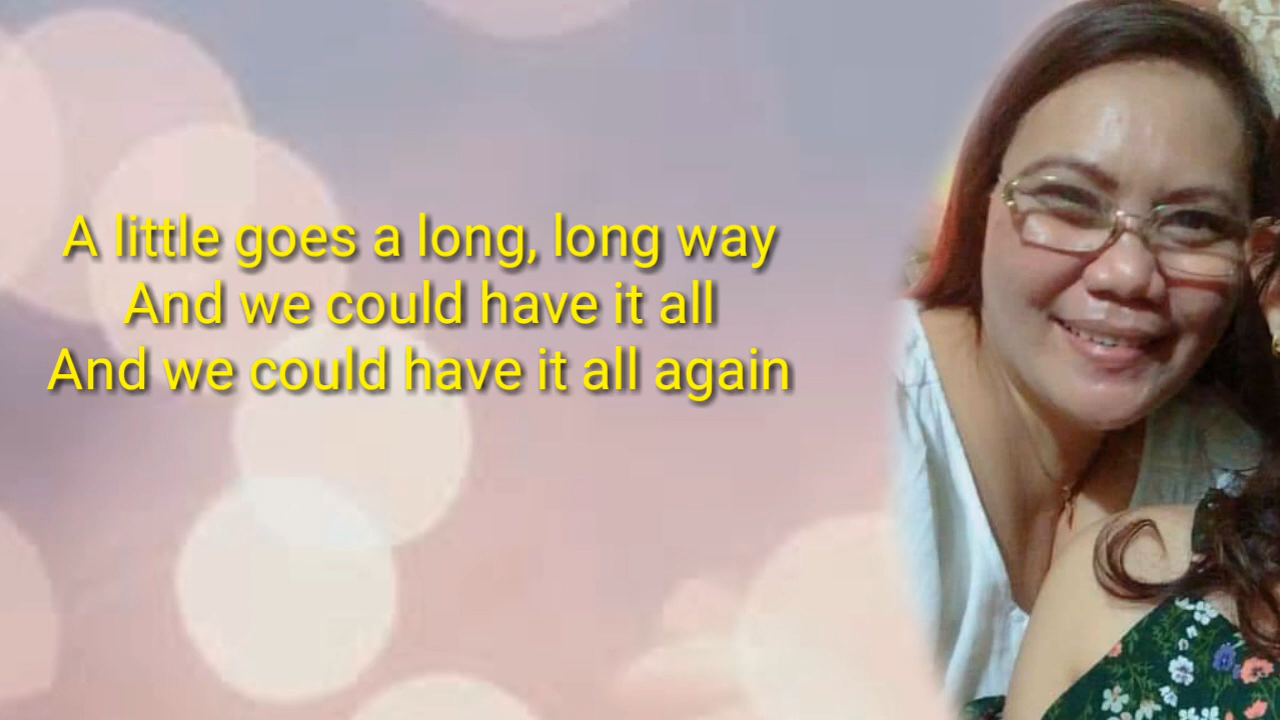 A little goes a long, long way
And we could have it all
And we could have it all again